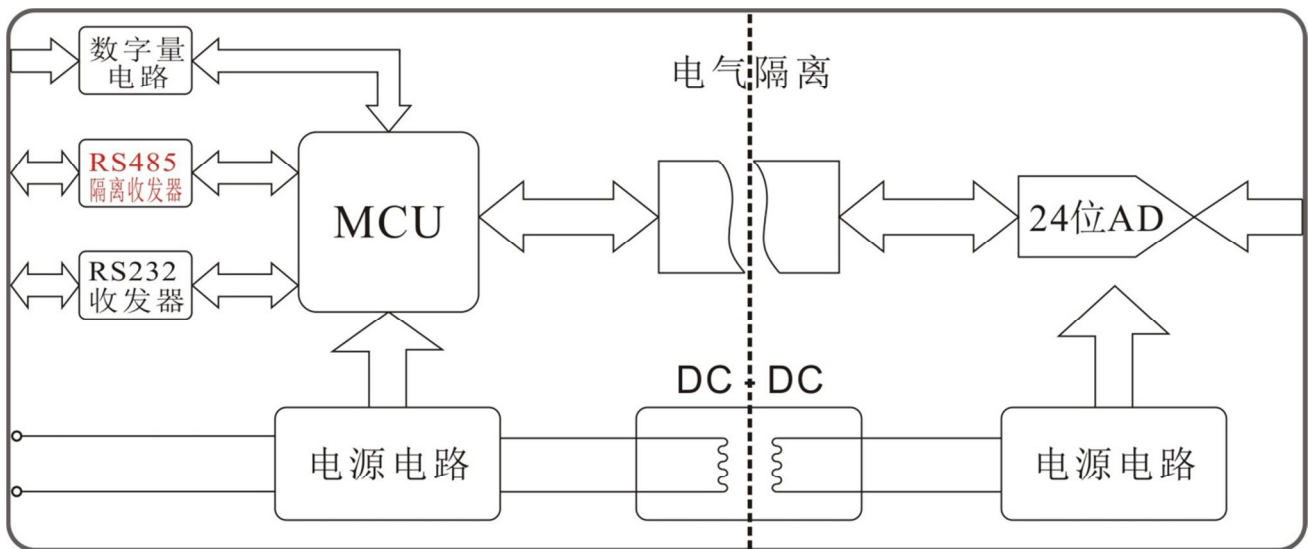 数字量
电路
电气隔离
RS485
隔离收发器
MCU
24位AD
RS232
收发器
DC - DC
电源电路
电源电路